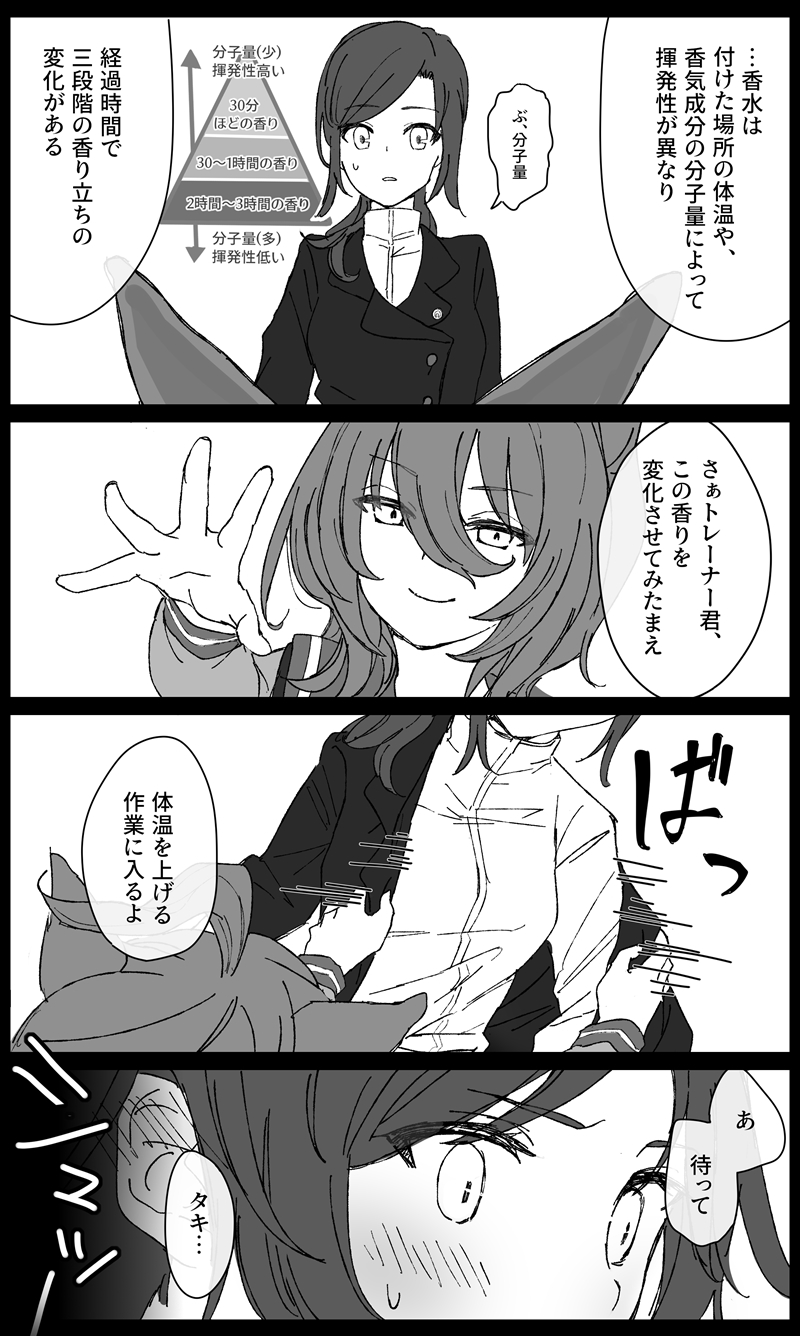 …香水は
付けた場所の体温や、
香気成分の分子量によって
揮発性が異なり
ぶ、分子量
分子量(少)
揮発性高い
30分
ほどの香り
30〜1時間の香り
2時間〜3時間の香り
分子量(多)
揮発性低い
経過時間で
三段階の香り立ちの
変化がある
さぁトレーナー君、
この香りを
変化させてみたまえ
ばっ
体温を上げる
作業に入るよ
あ
待って
タキ…